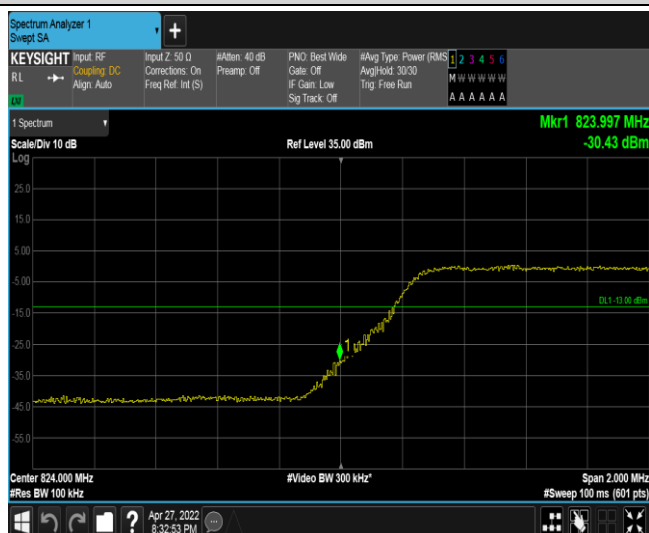 Spectrum Analyzer 1
Swept SA
KEYSIGHT
RL
Input: RF
Coupling: DC
Align: Auto
Input Z: 50 Ω
Corrections: On
Freq Ref: Int (S)
#Atten: 40 dB
Preamp: Off
PNO: Best Wide
Gate: Off
IF Gain: Low
Sig Track: Off
#Avg Type: Power (RMS
Avg|Hold: 30/30
Trig: Free Run
1 2 3 4 5 6
M W W W W W
A A A A A A
1 Spectrum
Scale/Div 10 dB
Ref Level 35.00 dBm
Mkr1 823.997 MHz
-30.43 dBm
Log
25.0
15.0
5.00
-5.00
DL1 -13.00 dBm
-15.0
-25.0
1
-35.0
-45.0
-55.0
Center 824.000 MHz
#Video BW 300 kHz*
Span 2.000 MHz
#Res BW 100 kHz
#Sweep 100 ms (601 pts)
?
Apr 27, 2022
8:32:53 PM